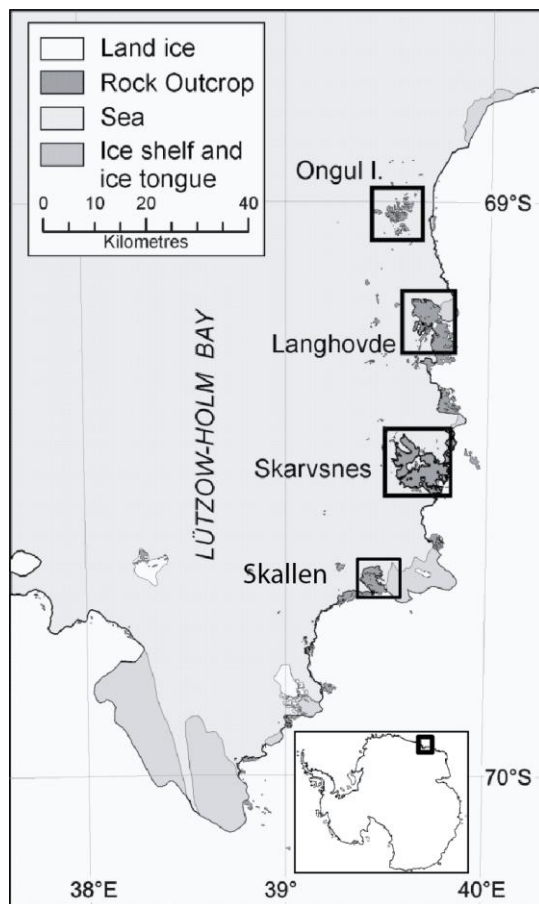 Land ice
Rock Outcrop
Sea
Ice shelf and
ice tongue
0 10 20 30 40
Kilometres
Ongul I.
69°S
Langhovde
LÜTZOW-HOLM BAY
Skarvsnes
Skallen
70°S
38°E 39°E 40°E